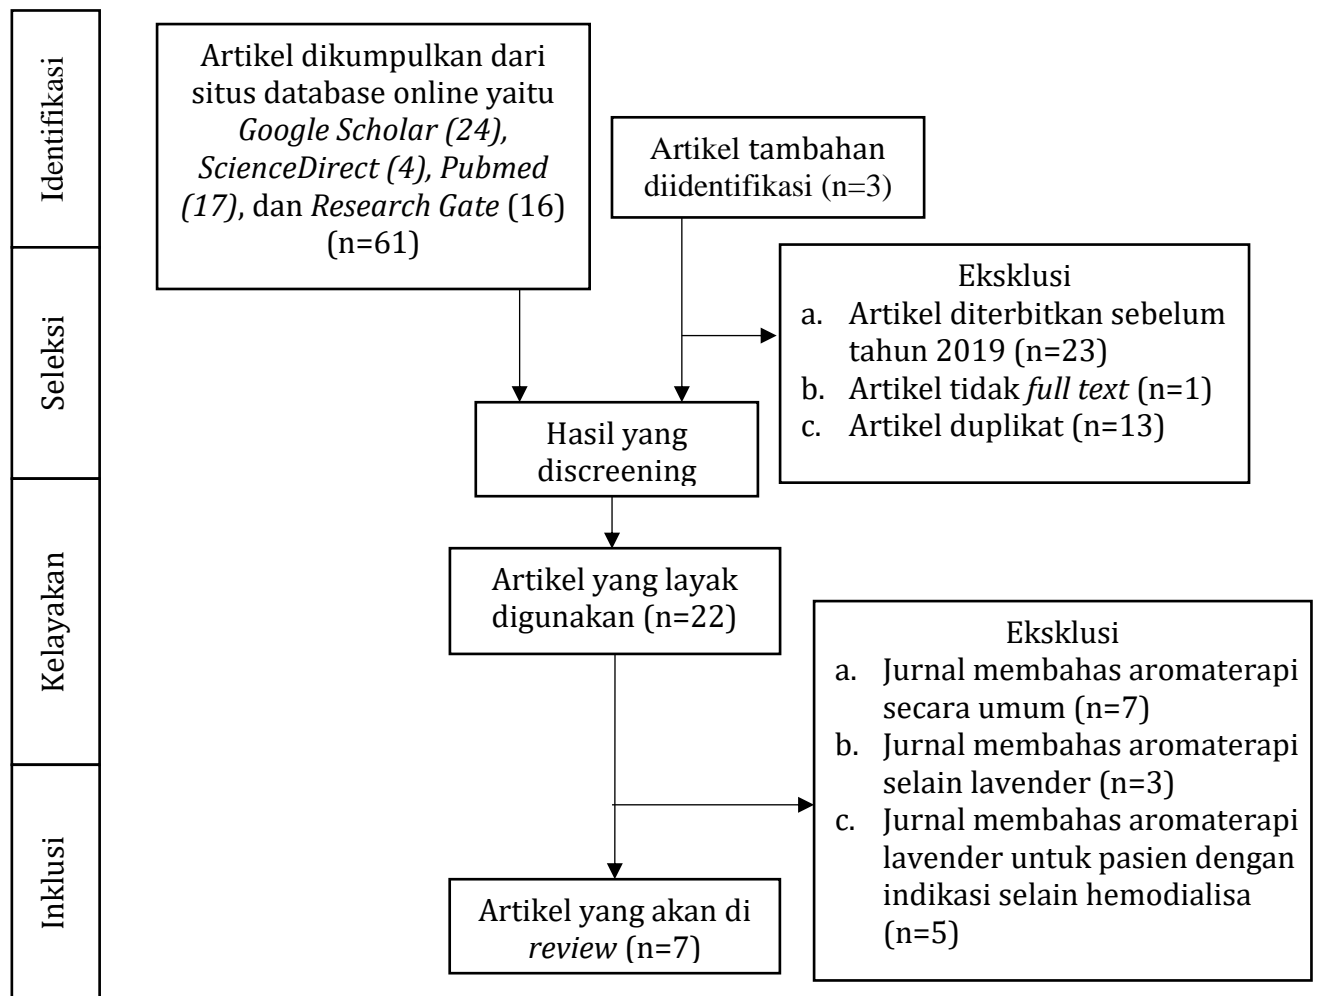 Identifikasi
Artikel dikumpulkan dari
situs database online yaitu
Google Scholar (24),
ScienceDirect (4), Pubmed
(17), dan Research Gate (16)
(n=61)
Artikel tambahan
diidentifikasi (n=3)
Seleksi
Eksklusi
a. Artikel diterbitkan sebelum
tahun 2019 (n=23)
b. Artikel tidak full text (n=1)
c. Artikel duplikat (n=13)
Hasil yang
discreening
Kelayakan
Artikel yang layak
digunakan (n=22)
Eksklusi
a. Jurnal membahas aromaterapi
secara umum (n=7)
b. Jurnal membahas aromaterapi
selain lavender (n=3)
c. Jurnal membahas aromaterapi
lavender untuk pasien dengan
indikasi selain hemodialisa
(n=5)
Inklusi
Artikel yang akan di
review (n=7)